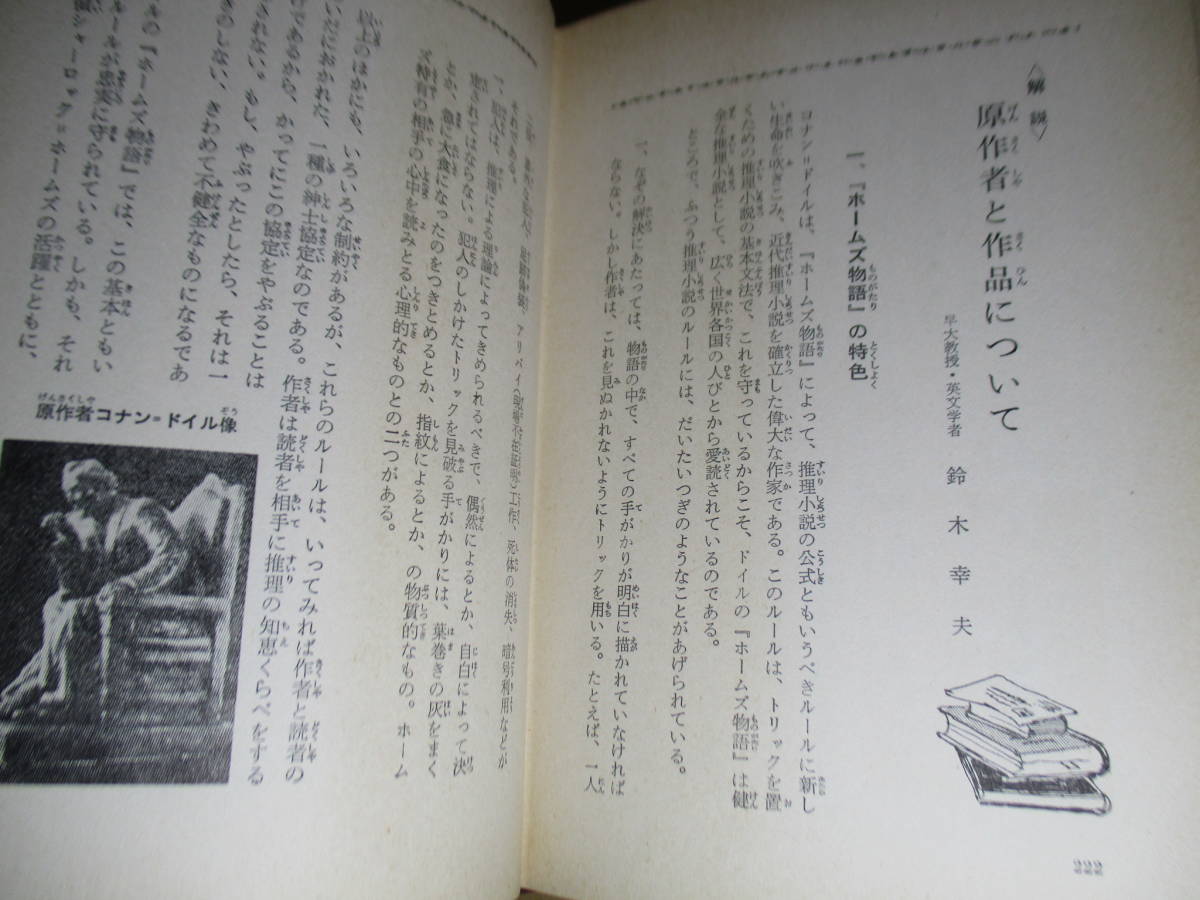 〈解説〉
原作者と作品について
早大教授・英文学者　鈴木幸夫
一、『ホームズ物語』の特色
コナン=ドイルは、『ホームズ物語』によって、推理小説の公式ともいうべきルールに新し
い生命を吹きこみ、近代推理小説を確立した偉大な作家である。このルールは、トリックを置
くための推理小説の基本文法で、これを守っているからこそ、ドイルの『ホームズ物語』は健
全な推理小説として、広く世界各国の人びとから愛読されているのである。
ところで、ふつう推理小説のルールには、だいたいつぎのようなことがあげられている。
一、なぞの解決にあたっては、物語の中で、すべての手がかりが明白に描かれていなければ
ならない。しかし作者は、これを見ぬかれないようにトリックを用いる。たとえば、一人
222
アリバイ(現場不在証明)工作、死体の消失、暗号利用などが
それである。
一、犯人は、推理による理論によってきめられるべきで、偶然によるとか、自白によって決
定されてはならない。犯人のしかけたトリックを見破る手がかりには、葉巻きの灰をまく
とか、急に大食になったのをつきとめるとか、指紋によるとか、の物質的なもの。ホーム
ズ特有の相手の心中を読みとる心理的なものとの二つがある。
以上のほかにも、いろいろな制約があるが、これらのルールは、いってみれば作者と読者の
いだにおかれた、一種の紳士協定なのである。作者は読者を相手に推理の知恵くらべをする
けであるから、かってにこの協定をやぶることは
されない。もし、やぶったとしたら、それは一
きのしない、きわめて不健全なものになるであ
ルの『ホームズ物語』では、この基本ともい
ールが忠実に守られている。しかも、それ
シャーロック=ホームズの活躍とともに、
原作者コナン=ドイル像